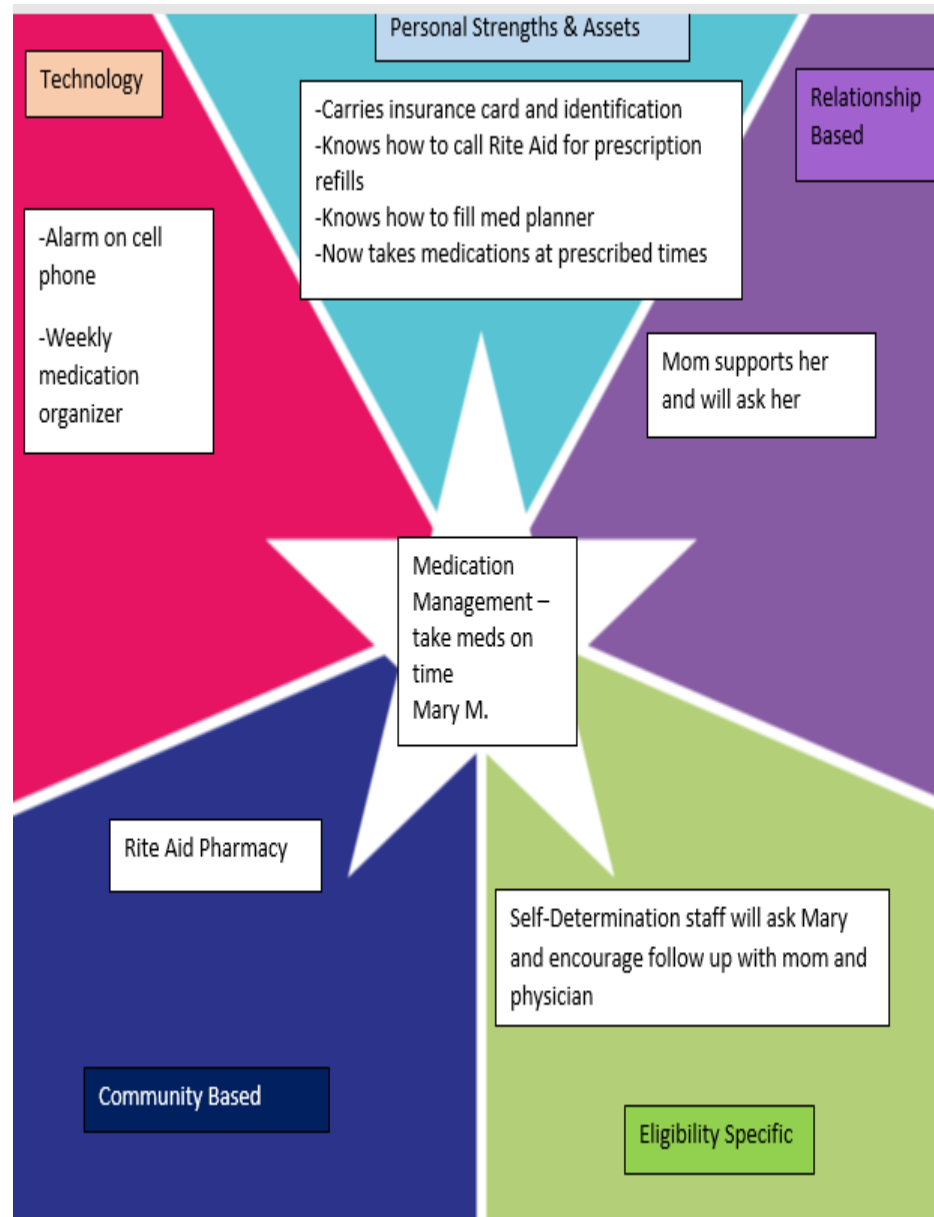 Personal Strengths & Assets
-Carries insurance card and identification
-Knows how to call Rite Aid for prescription
refills
-Knows how to fill med planner
-Now takes medications at prescribed times
Technology
-Alarm on cell
phone
-Weekly
medication
organizer
Relationship
Based
Mom supports her
and will ask her
Medication
Management –
take meds on
time
Mary M.
Rite Aid Pharmacy
Community Based
Self-Determination staff will ask Mary
and encourage follow up with mom and
physician
Eligibility Specific